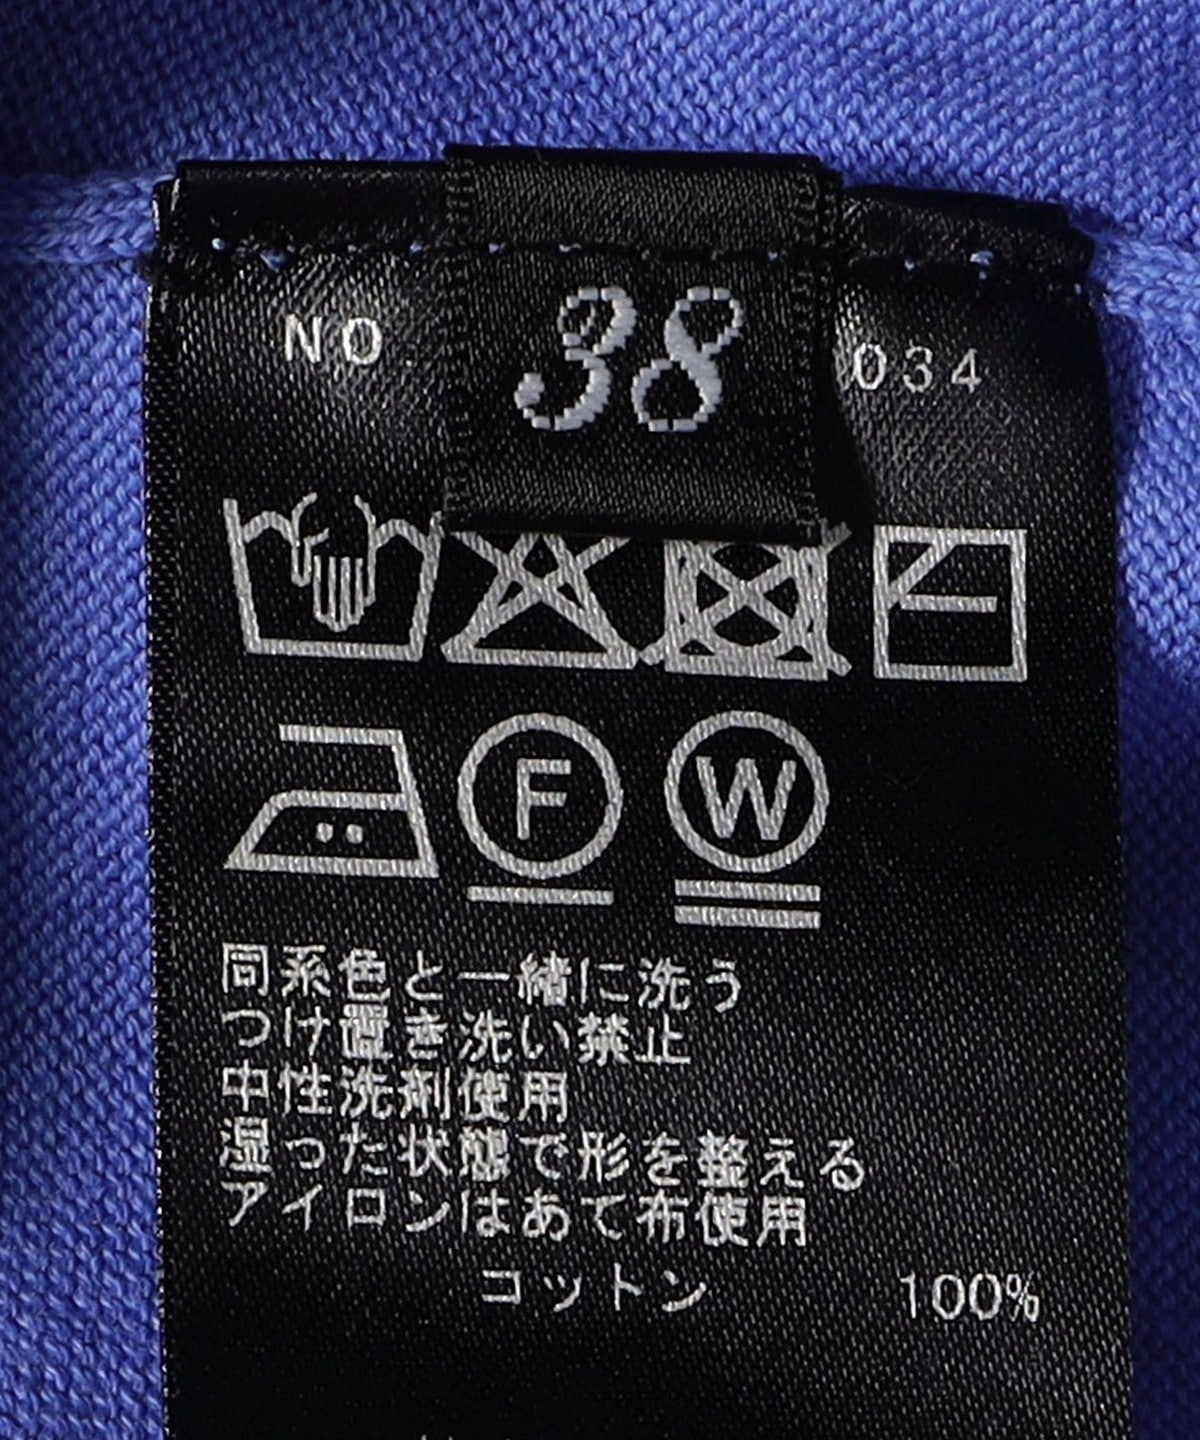 38
NO 034
F W
同系色と一緒に洗う
つけ置き洗い禁止
中性洗剤使用
湿った状態で形を整える
アイロンはあて布使用
コットン 100%